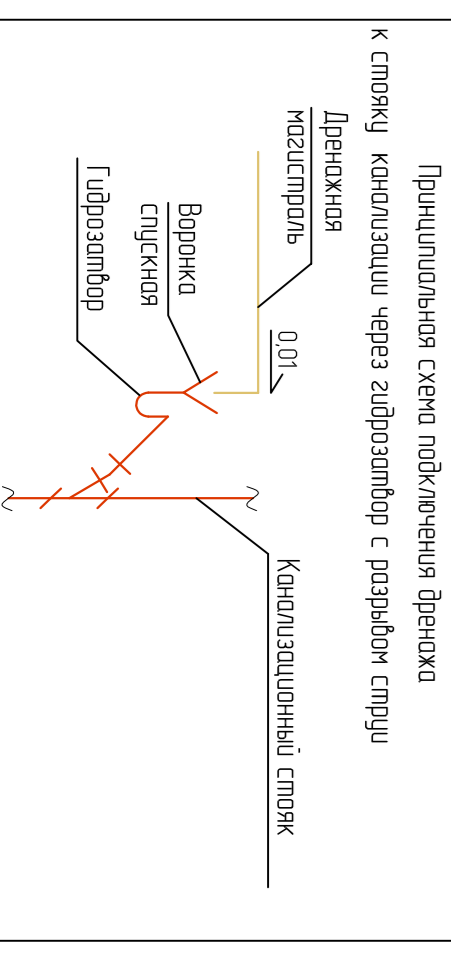 Принципиальная схема подключения дренажа
к стояку канализации через гидрозатвор с разрывом струи
Дренажная
магистраль
0,01
Воронка
спускная
Гидрозатвор
Канализационный стояк